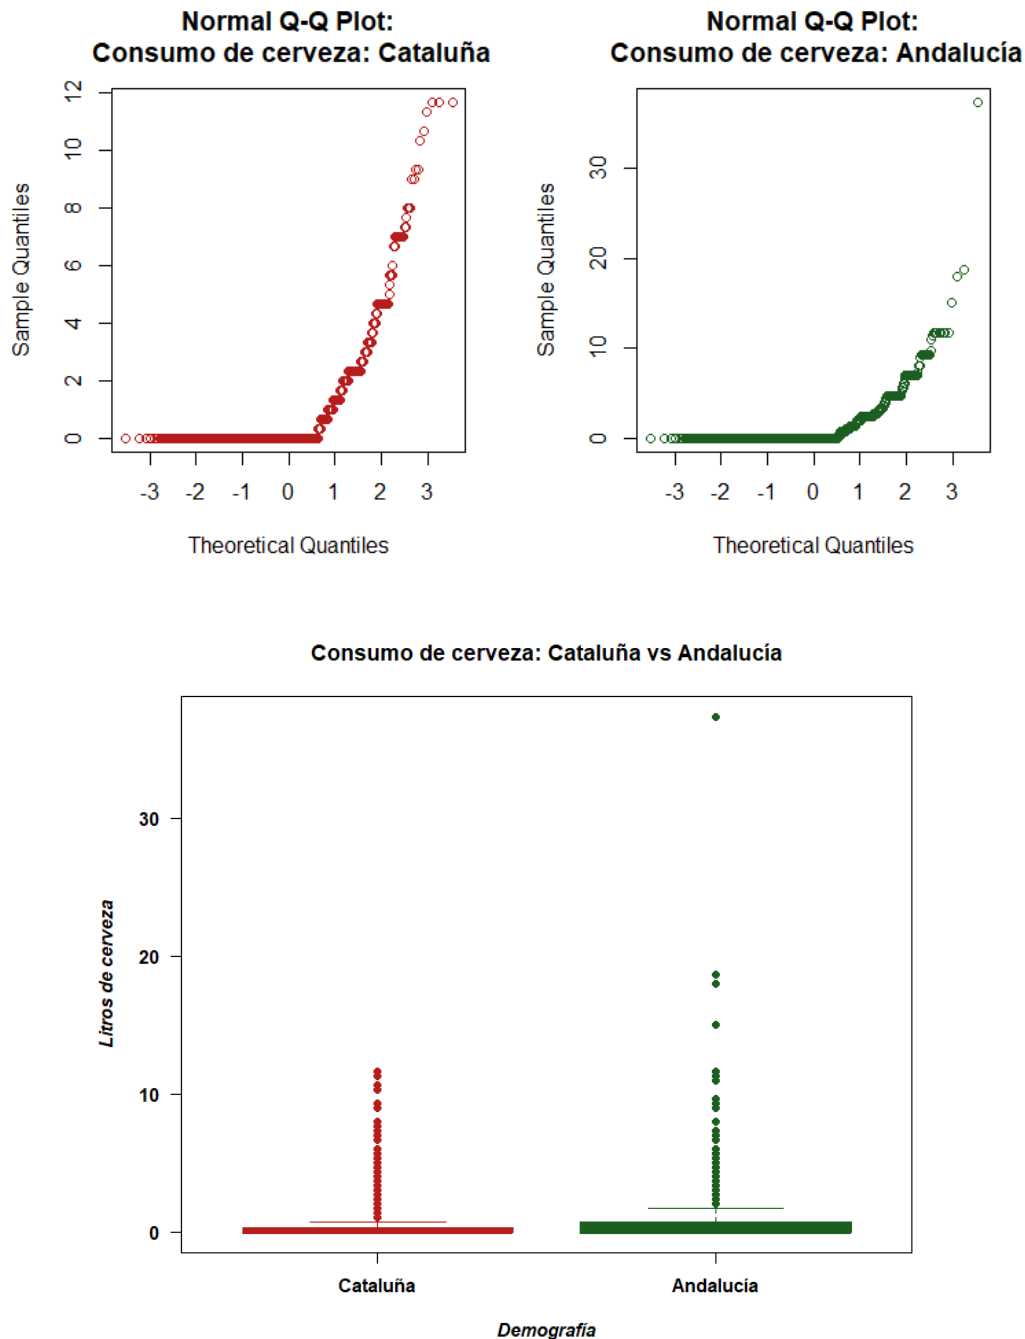 Normal Q-Q Plot:
Consumo de cerveza: Cataluña
Sample Quantiles
12
10
8
6
4
2
0
-3 -2 -1 0 1 2 3
Theoretical Quantiles
Normal Q-Q Plot:
Consumo de cerveza: Andalucía
Sample Quantiles
30
20
10
0
-3 -2 -1 0 1 2 3
Theoretical Quantiles
Consumo de cerveza: Cataluña vs Andalucía
Litros de cerveza
30
20
10
0
Cataluña Andalucía
Demografía